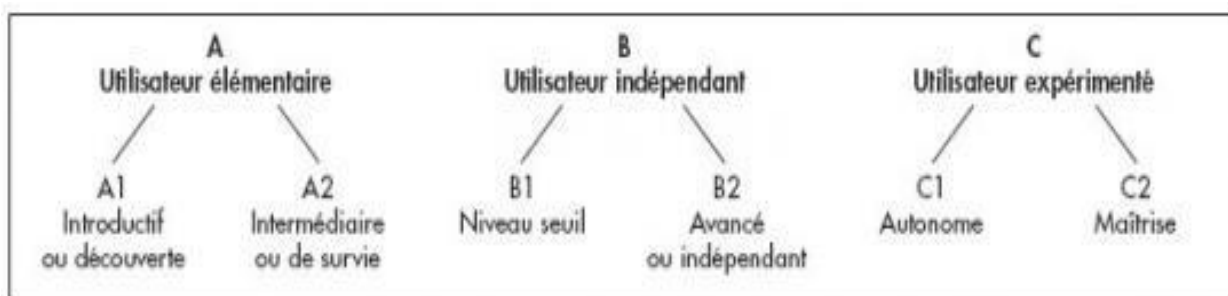 A
Utilisateur élémentaire
B
Utilisateur indépendant
C
Utilisateur expérimenté
A1
Introductif
ou découverte
A2
Intermédiaire
ou de survie
B1
Niveau seuil
B2
Avancé
ou indépendant
C1
Autonome
C2
Maîtrise